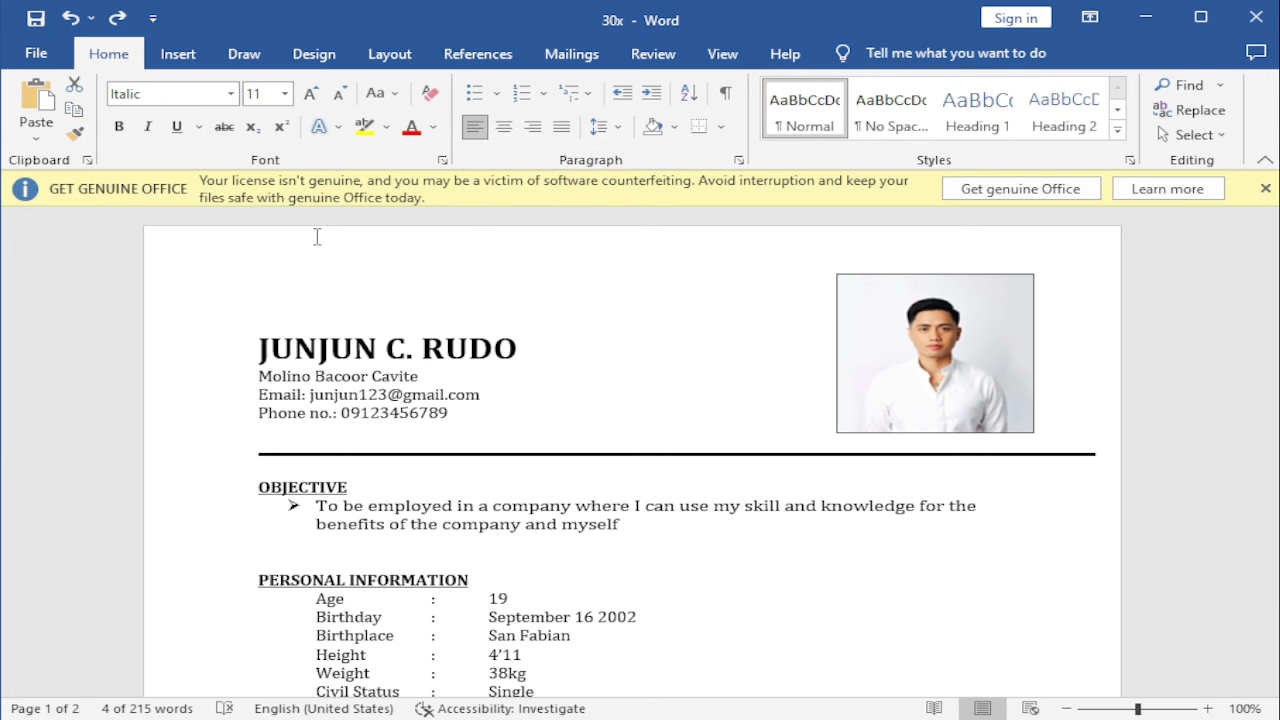 30x - Word
Sign in
File Home Insert Draw Design Layout References Mailings Review View Help Tell me what you want to do
Paste
Clipboard
Italic 11 Aa
B I U abc x₂ x² A A
Font
Paragraph
AaBbCcDc AaBbCcDc AaBbCc AaBbCcDc
¶ Normal ¶ No Spac... Heading 1 Heading 2
Styles
Find
Replace
Select
Editing
GET GENUINE OFFICE
Your license isn't genuine, and you may be a victim of software counterfeiting. Avoid interruption and keep your
files safe with genuine Office today.
Get genuine Office Learn more
JUNJUN C. RUDO
Molino Bacoor Cavite
Email: junjun123@gmail.com
Phone no.: 09123456789
OBJECTIVE
➢ To be employed in a company where I can use my skill and knowledge for the
benefits of the company and myself
PERSONAL INFORMATION
Age : 19
Birthday : September 16 2002
Birthplace : San Fabian
Height : 4'11
Weight : 38kg
Civil Status : Single
Page 1 of 2 4 of 215 words English (United States) Accessibility: Investigate 100%